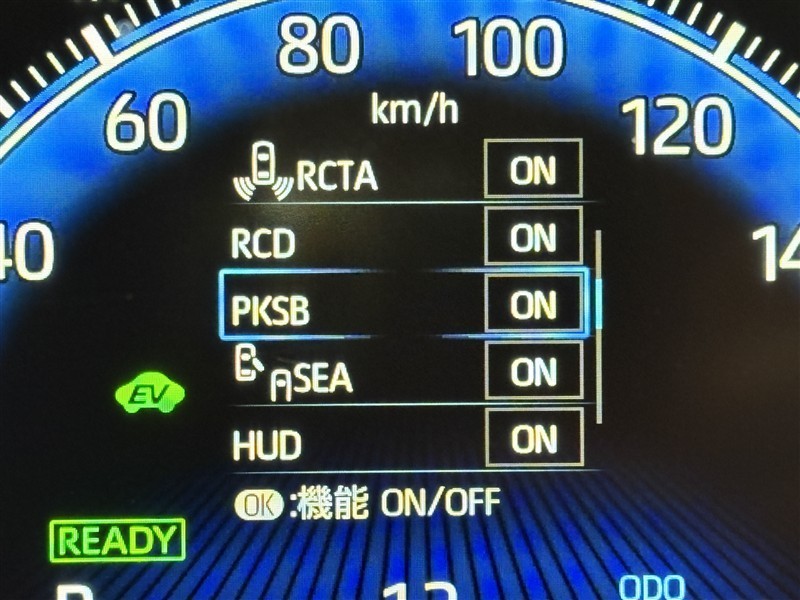 80 100
60 km/h 120
RCTA ON
40 RCD ON 14
PKSB ON
SEA ON
EV
HUD ON
OK :機能 ON/OFF
READY
ODO